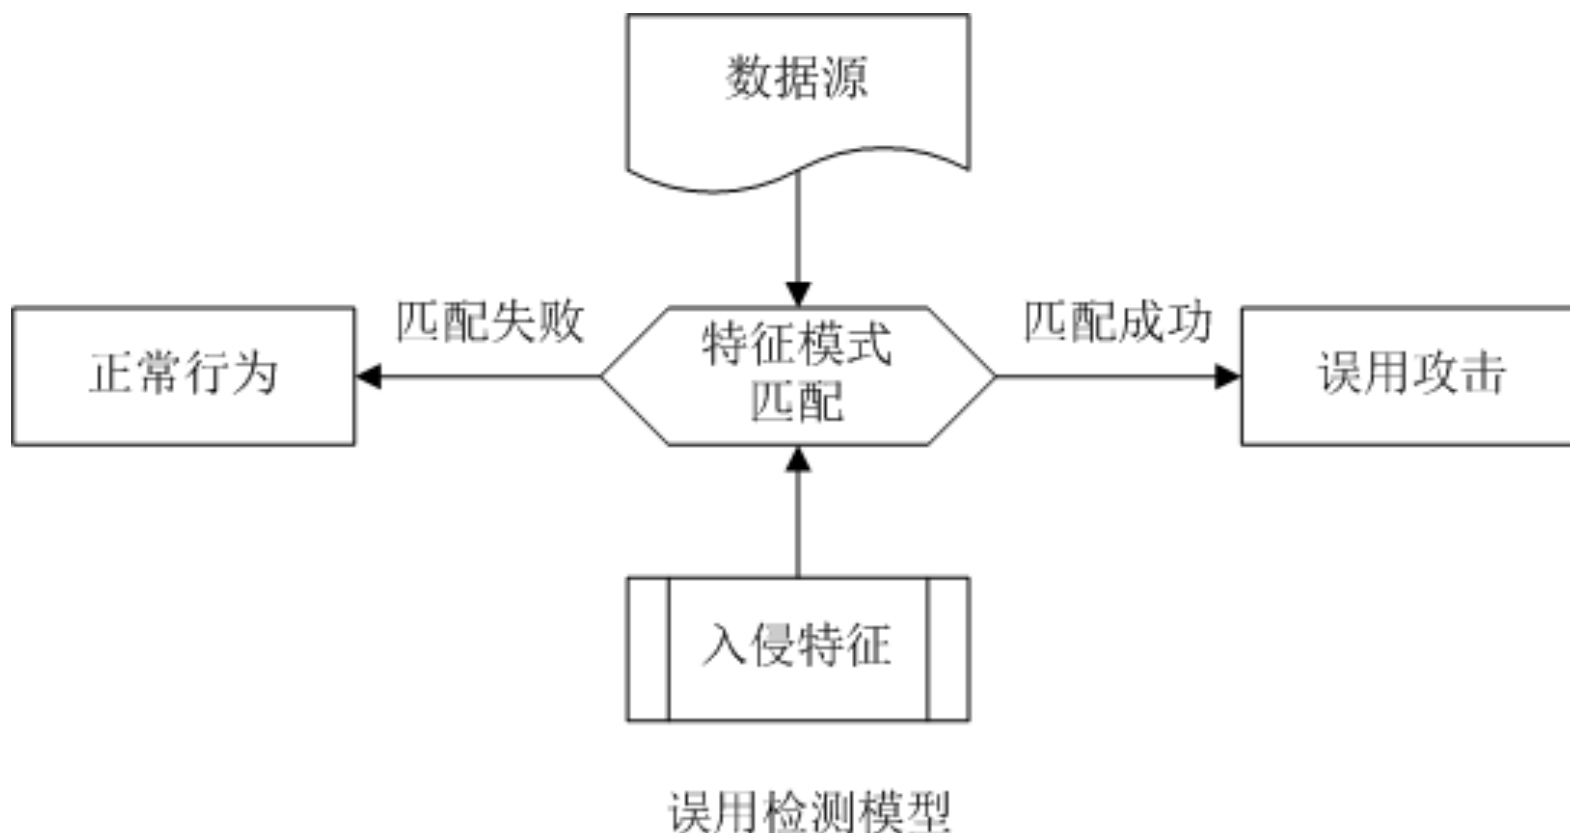 数据源
匹配失败
匹配成功
正常行为
特征模式
匹配
误用攻击
入侵特征
误用检测模型